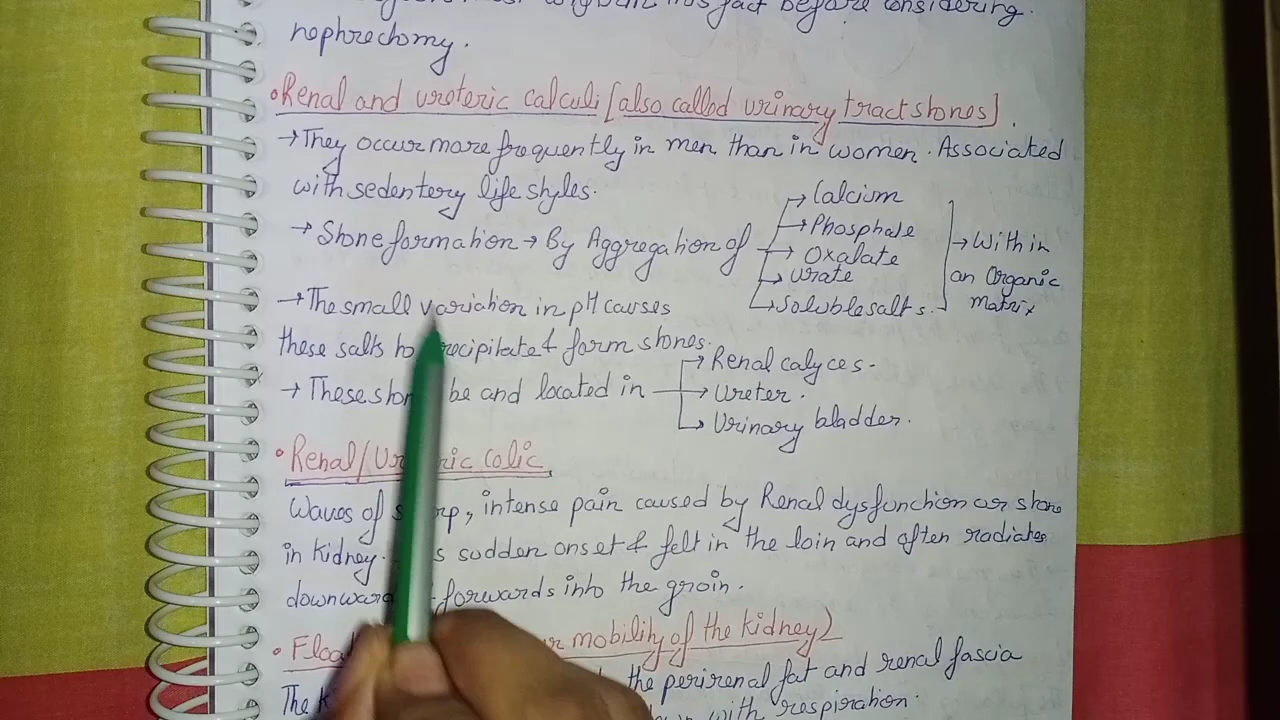 fact before considering.
nephrectomy.
•Renal and ureteric calculi [also called urinary tract stones].
→They occur more frequently in men than in women. Associated
with sedentery life styles.
→ Stone formation → By Aggregation of
→Calcium
→Phosphate
→ Oxalate
→ urate
→Soluble salts.
→Within
an Organic
matrix
→The small variation in pH causes
these salts to & form stones.
→ These be and located in
→Renal calyces.
→Ureter.
→Urinary bladder.
•Renal/ Colic
Waves of , intense pain caused by Renal dysfunction or stone
in kidney. sudden onset & felt in the loin and often radiates
forwards into the groin.
• mobility of the kidney)
The the perirenal fat and renal fascia
with respiration.